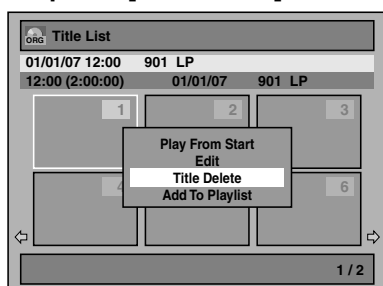 ORG Title List
01/01/07 12:00 901 LP
12:00 (2:00:00) 01/01/07 901 LP
1 2 3
Play From Start
Edit
Title Delete
Add To Playlist
4 6
1 / 2